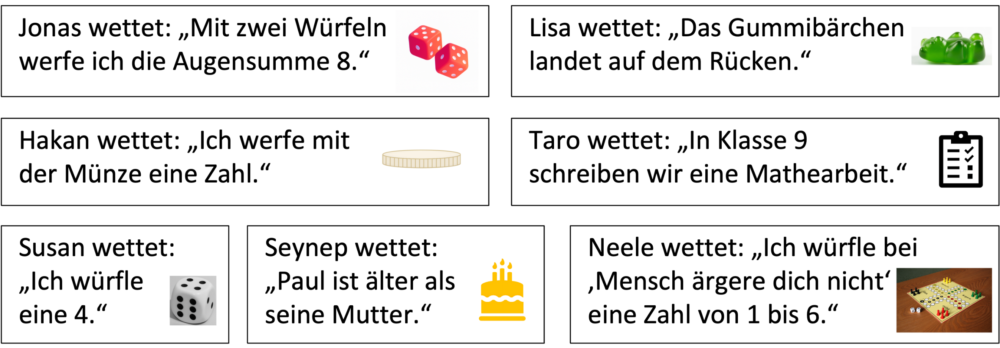 Jonas wettet: „Mit zwei Würfeln
werfe ich die Augensumme 8.“
Lisa wettet: „Das Gummibärchen
landet auf dem Rücken.“
Hakan wettet: „Ich werfe mit
der Münze eine Zahl.“
Taro wettet: „In Klasse 9
schreiben wir eine Mathearbeit.“
Susan wettet:
„Ich würfle
eine 4.“
Seynep wettet:
„Paul ist älter als
seine Mutter.“
Neele wettet: „Ich würfle bei
‚Mensch ärgere dich nicht‘
eine Zahl von 1 bis 6.“